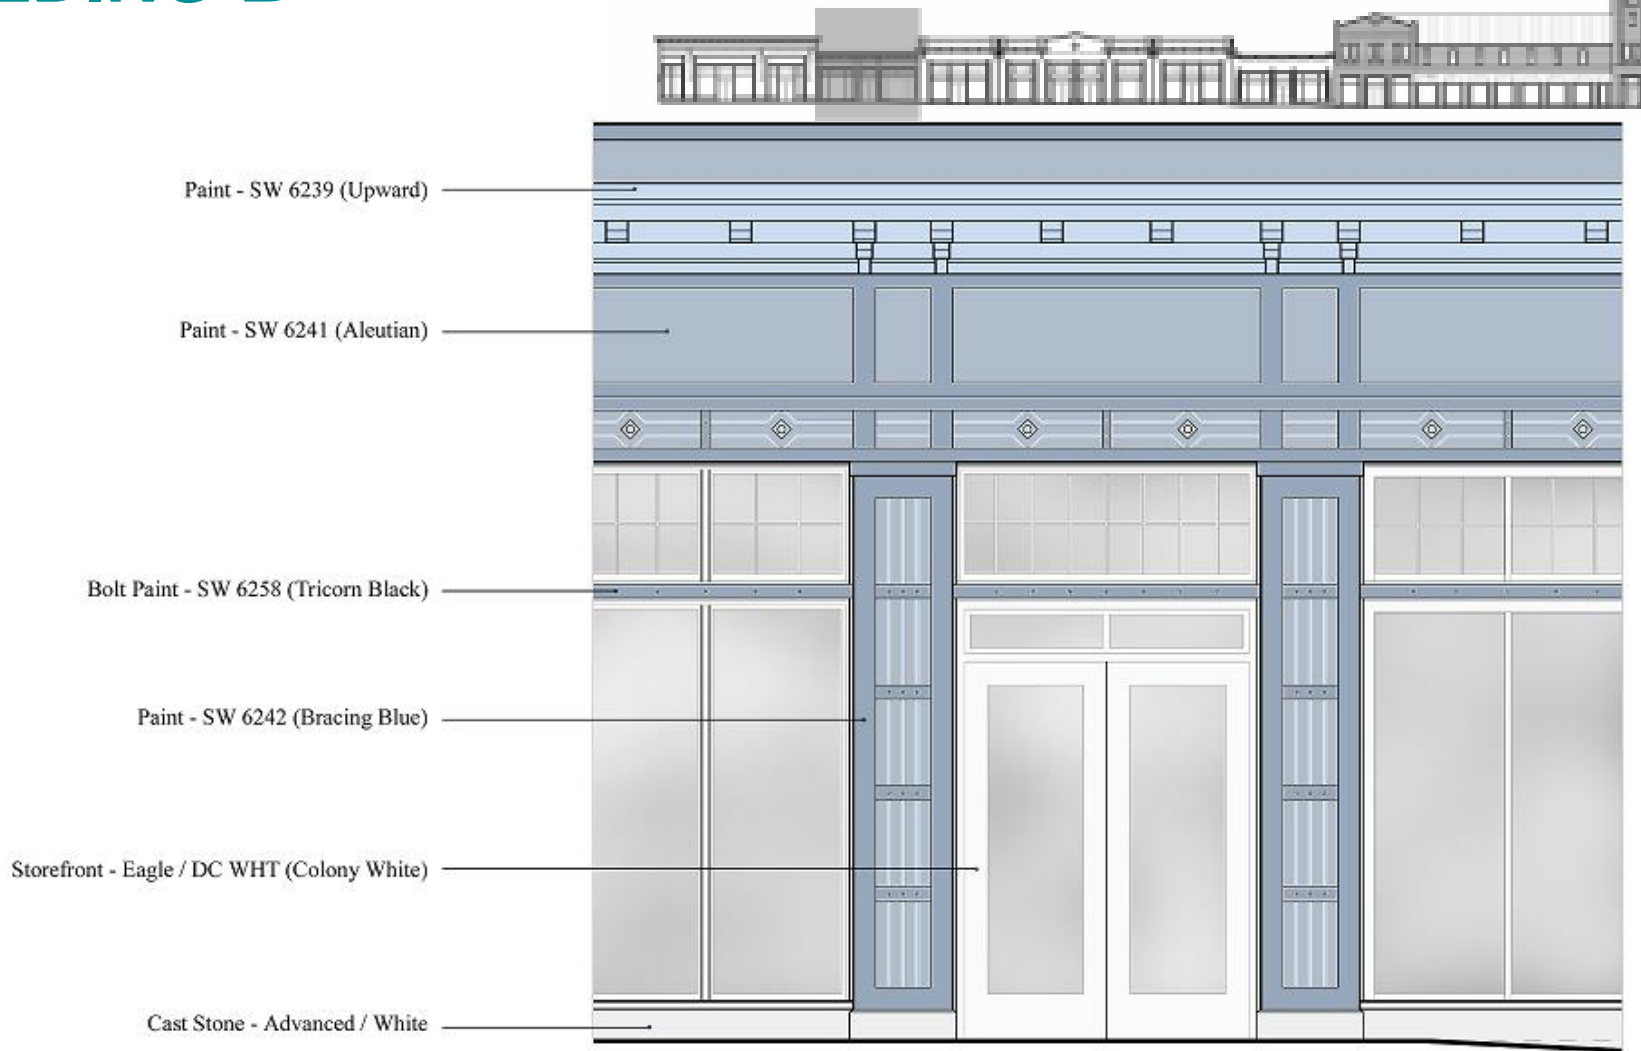 Paint - SW 6239 (Upward)
Paint - SW 6241 (Aleutian)
Bolt Paint - SW 6258 (Tricorn Black)
Paint - SW 6242 (Bracing Blue)
Storefront - Eagle / DC WHT (Colony White)
Cast Stone - Advanced / White